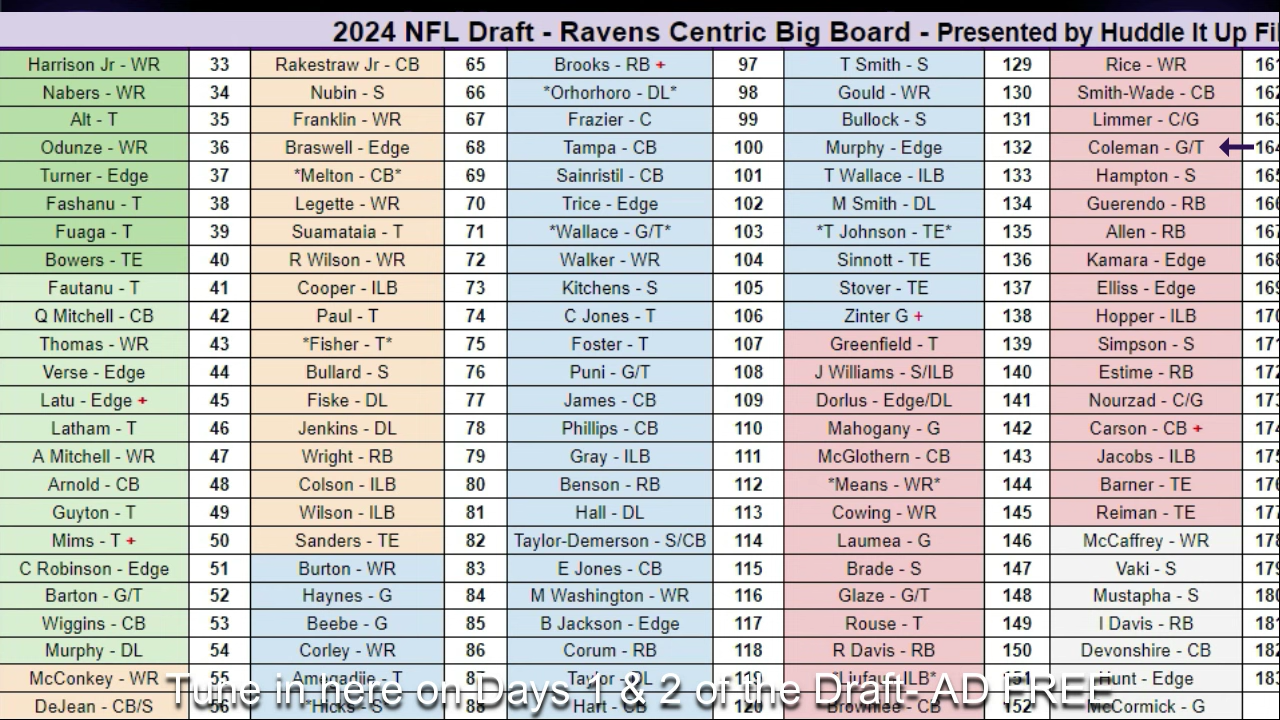 2024 NFL Draft - Ravens Centric Big Board - Presented by Huddle It Up Fi
Harrison Jr - WR 33 Rakestraw Jr - CB 65 Brooks - RB + 97 T Smith - S 129 Rice - WR 161
Nabers - WR 34 Nubin - S 66 *Orhorhoro - DL* 98 Gould - WR 130 Smith-Wade - CB 162
Alt - T 35 Franklin - WR 67 Frazier - C 99 Bullock - S 131 Limmer - C/G 163
Odunze - WR 36 Braswell - Edge 68 Tampa - CB 100 Murphy - Edge 132 Coleman - G/T 164
Turner - Edge 37 *Melton - CB* 69 Sainristil - CB 101 T Wallace - ILB 133 Hampton - S 165
Fashanu - T 38 Legette - WR 70 Trice - Edge 102 M Smith - DL 134 Guerendo - RB 166
Fuaga - T 39 Suamataia - T 71 *Wallace - G/T* 103 *T Johnson - TE* 135 Allen - RB 167
Bowers - TE 40 R Wilson - WR 72 Walker - WR 104 Sinnott - TE 136 Kamara - Edge 168
Fautanu - T 41 Cooper - ILB 73 Kitchens - S 105 Stover - TE 137 Elliss - Edge 169
Q Mitchell - CB 42 Paul - T 74 C Jones - T 106 Zinter G + 138 Hopper - ILB 170
Thomas - WR 43 *Fisher - T* 75 Foster - T 107 Greenfield - T 139 Simpson - S 171
Verse - Edge 44 Bullard - S 76 Puni - G/T 108 J Williams - S/ILB 140 Estime - RB 172
Latu - Edge + 45 Fiske - DL 77 James - CB 109 Dorlus - Edge/DL 141 Nourzad - C/G 173
Latham - T 46 Jenkins - DL 78 Phillips - CB 110 Mahogany - G 142 Carson - CB + 174
A Mitchell - WR 47 Wright - RB 79 Gray - ILB 111 McGlothern - CB 143 Jacobs - ILB 175
Arnold - CB 48 Colson - ILB 80 Benson - RB 112 *Means - WR* 144 Barner - TE 176
Guyton - T 49 Wilson - ILB 81 Hall - DL 113 Cowing - WR 145 Reiman - TE 177
Mims - T + 50 Sanders - TE 82 Taylor-Demerson - S/CB 114 Laumea - G 146 McCaffrey - WR 178
C Robinson - Edge 51 Burton - WR 83 E Jones - CB 115 Brade - S 147 Vaki - S 179
Barton - G/T 52 Haynes - G 84 M Washington - WR 116 Glaze - G/T 148 Mustapha - S 180
Wiggins - CB 53 Beebe - G 85 B Jackson - Edge 117 Rouse - T 149 I Davis - RB 181
Murphy - DL 54 Corley - WR 86 Corum - RB 118 R Davis - RB 150 Devonshire - CB 182
McConkey - WR 55 Amegadjie - T 87 Taylor - DL 119 *Liufau - ILB* 151 Hunt - Edge 183
Tune in here on Days 1 & 2 of the Draft- AD FREE
DeJean - CB/S 56 *Hicks - S 88 Hart - CB 120 Brownlee - CB 152 McCormick - G